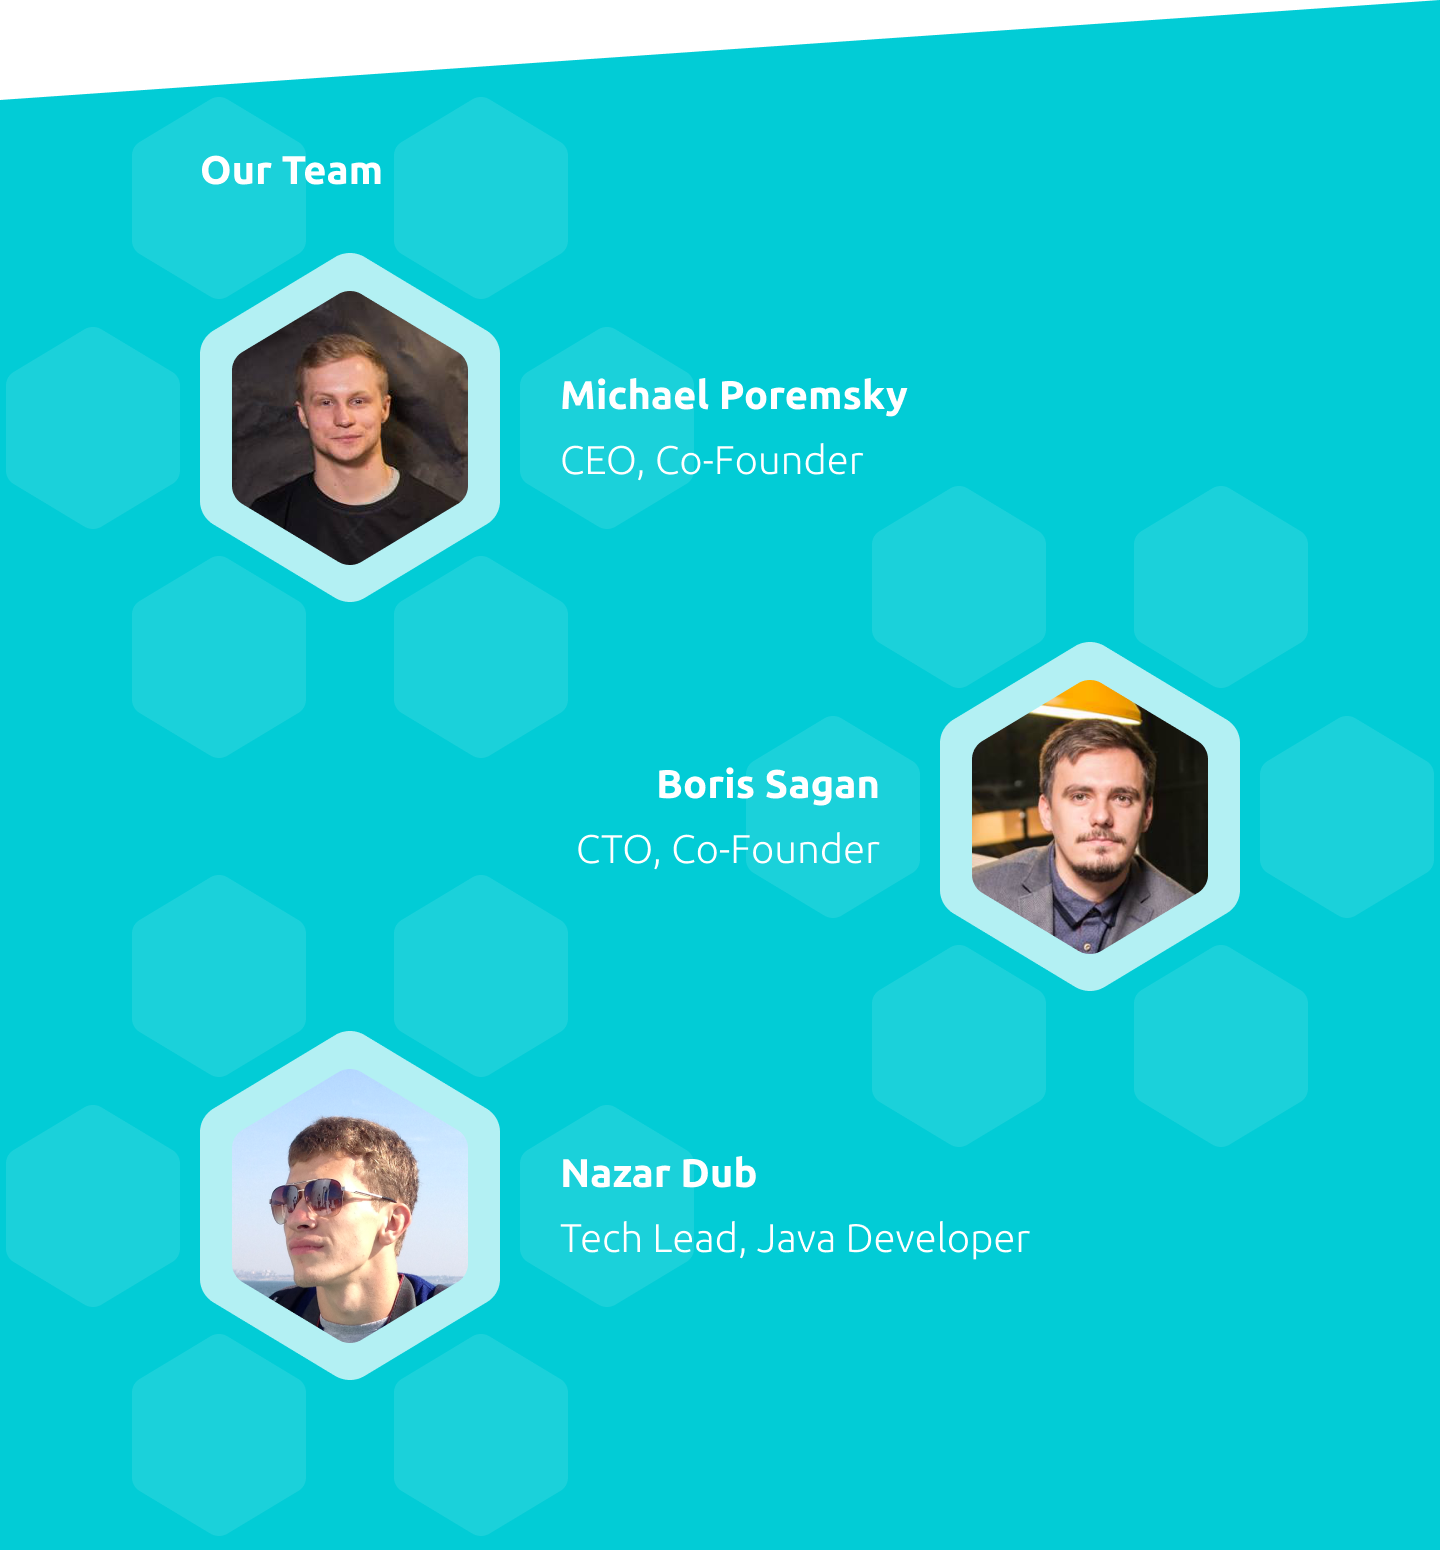 Our Team
Michael Poremsky
CEO, Co-Founder
Boris Sagan
CTO, Co-Founder
Nazar Dub
Tech Lead, Java Developer